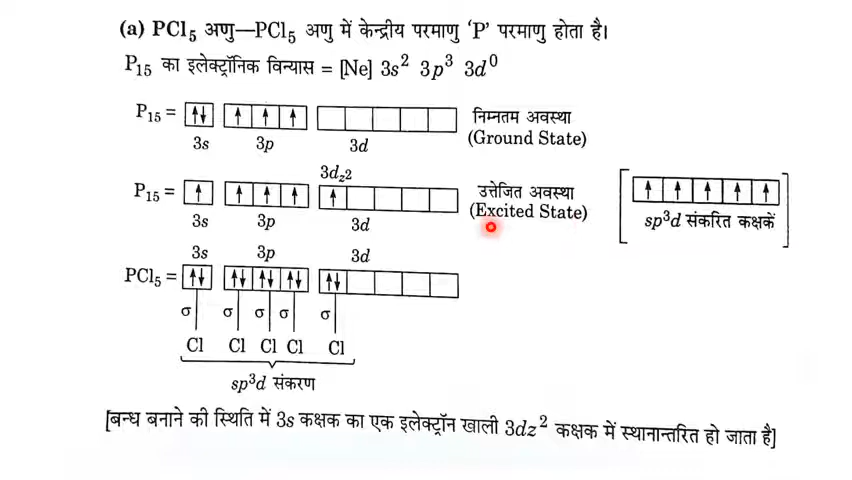 (a) PCl5 अणु—PCl5 अणु में केन्द्रीय परमाणु ‘P’ परमाणु होता है।
P15 का इलेक्ट्रॉनिक विन्यास = [Ne] 3s² 3p³ 3d⁰
P15 = ↑↓ ↑ ↑ ↑ निम्नतम अवस्था
(Ground State)
3s 3p 3d
3dz2
P15 = ↑ ↑ ↑ ↑ ↑ उत्तेजित अवस्था
(Excited State)
3s 3p 3d
↑ ↑ ↑ ↑ ↑
sp³d संकरित कक्षकें
3s 3p 3d
PCl5 = ↑↓ ↑↓ ↑↓ ↑↓ ↑↓
σ σ σ σ σ
Cl Cl Cl Cl Cl
sp³d संकरण
[बन्ध बनाने की स्थिति में 3s कक्षक का एक इलेक्ट्रॉन खाली 3dz² कक्षक में स्थानान्तरित हो जाता है]